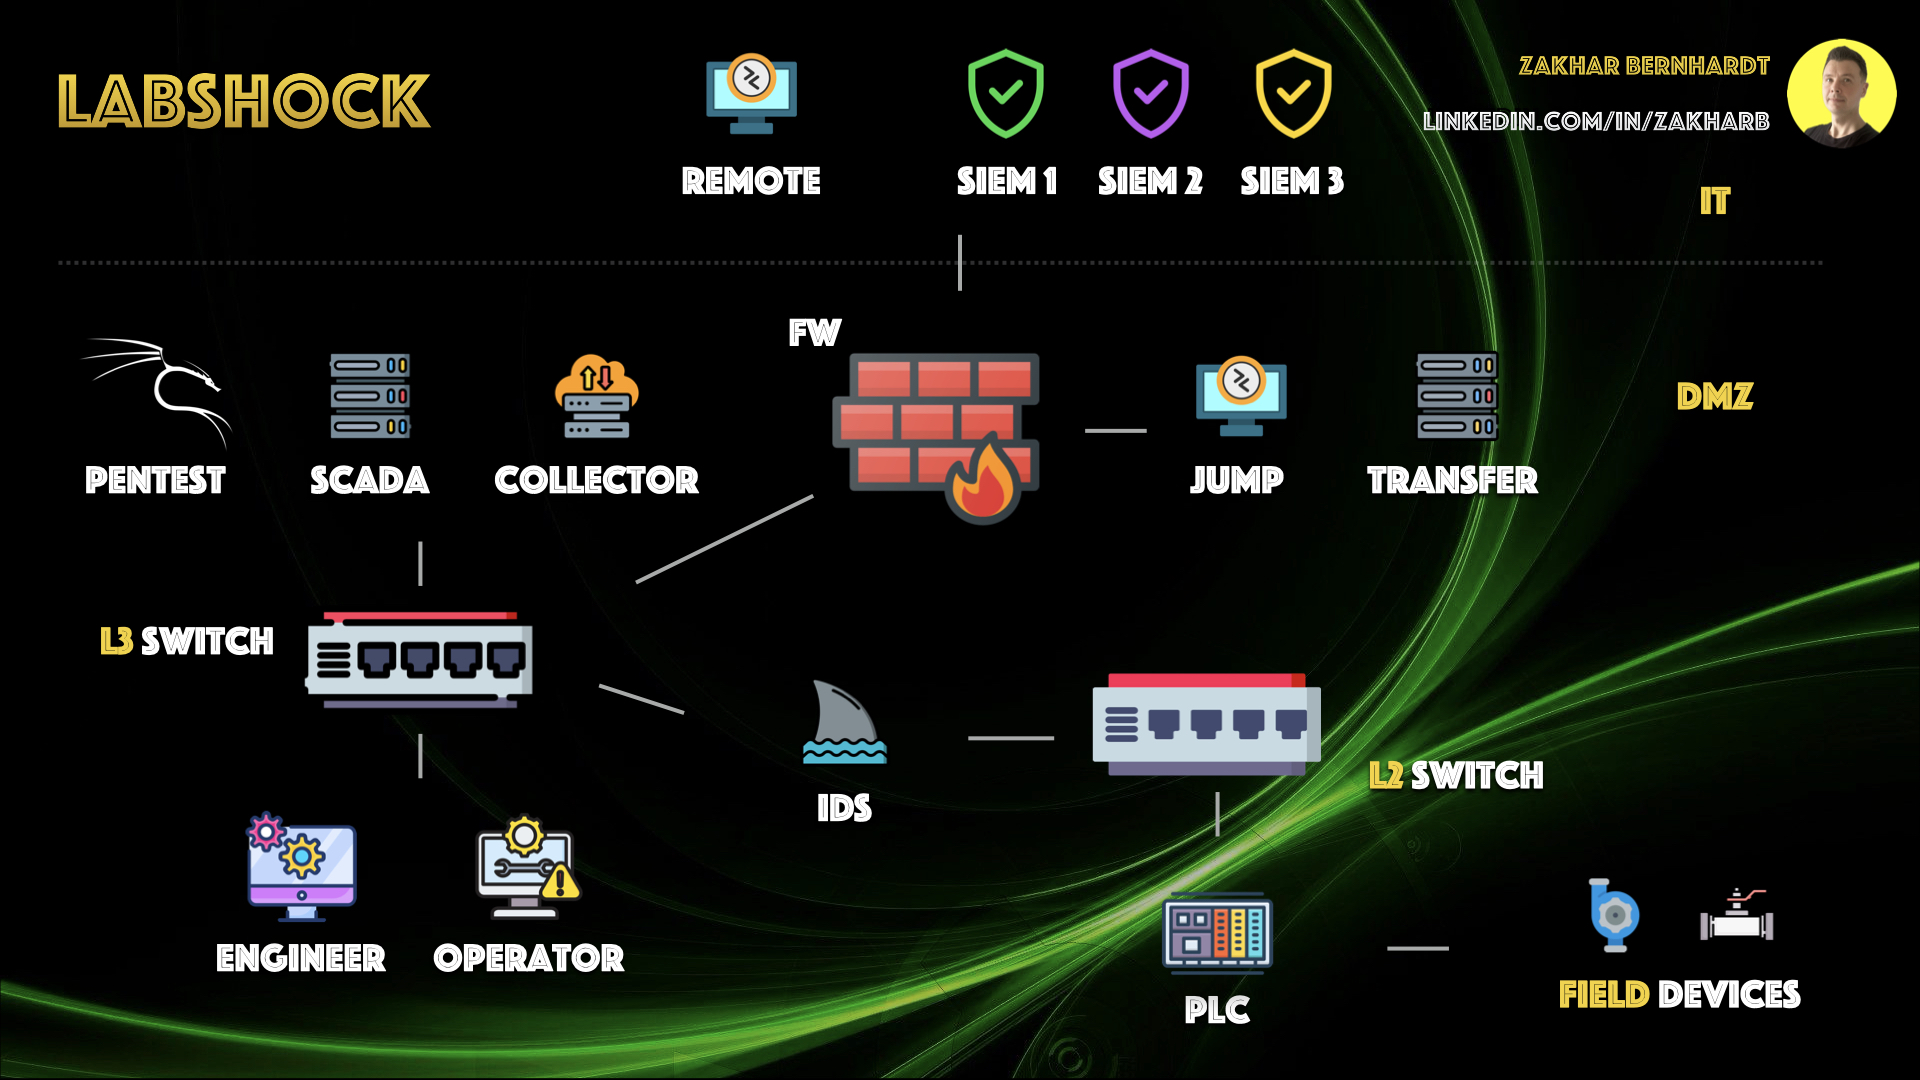 LABSHOCK
ZAKHAR BERNHARDT
LINKEDIN.COM/IN/ZAKHARB
REMOTE
SIEM 1
SIEM 2
SIEM 3
IT
FW
DMZ
PENTEST
SCADA
COLLECTOR
JUMP
TRANSFER
L3 SWITCH
L2 SWITCH
IDS
ENGINEER
OPERATOR
PLC
FIELD DEVICES